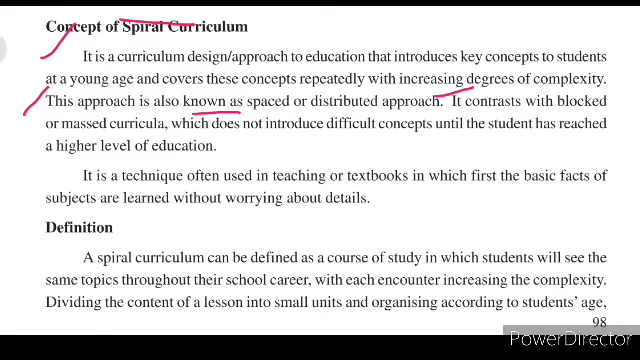 Concept of Spiral Curriculum
It is a curriculum design/approach to education that introduces key concepts to students
at a young age and covers these concepts repeatedly with increasing degrees of complexity.
This approach is also known as spaced or distributed approach. It contrasts with blocked
or massed curricula, which does not introduce difficult concepts until the student has reached
a higher level of education.
It is a technique often used in teaching or textbooks in which first the basic facts of
subjects are learned without worrying about details.
Definition
A spiral curriculum can be defined as a course of study in which students will see the
same topics throughout their school career, with each encounter increasing the complexity.
Dividing the content of a lesson into small units and organising according to students' age,
98
PowerDirector